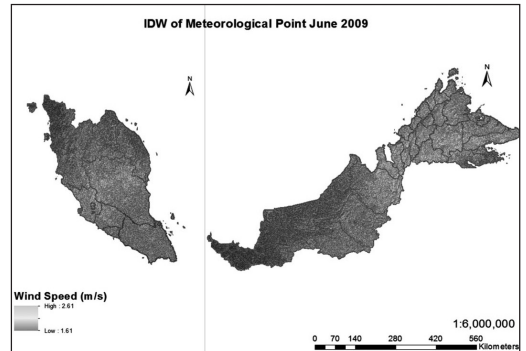 IDW of Meteorological Point June 2009
N
N
Wind Speed (m/s)
High : 2.61
Low : 1.61
1:6,000,000
0 70 140 280 420 560
Kilometers